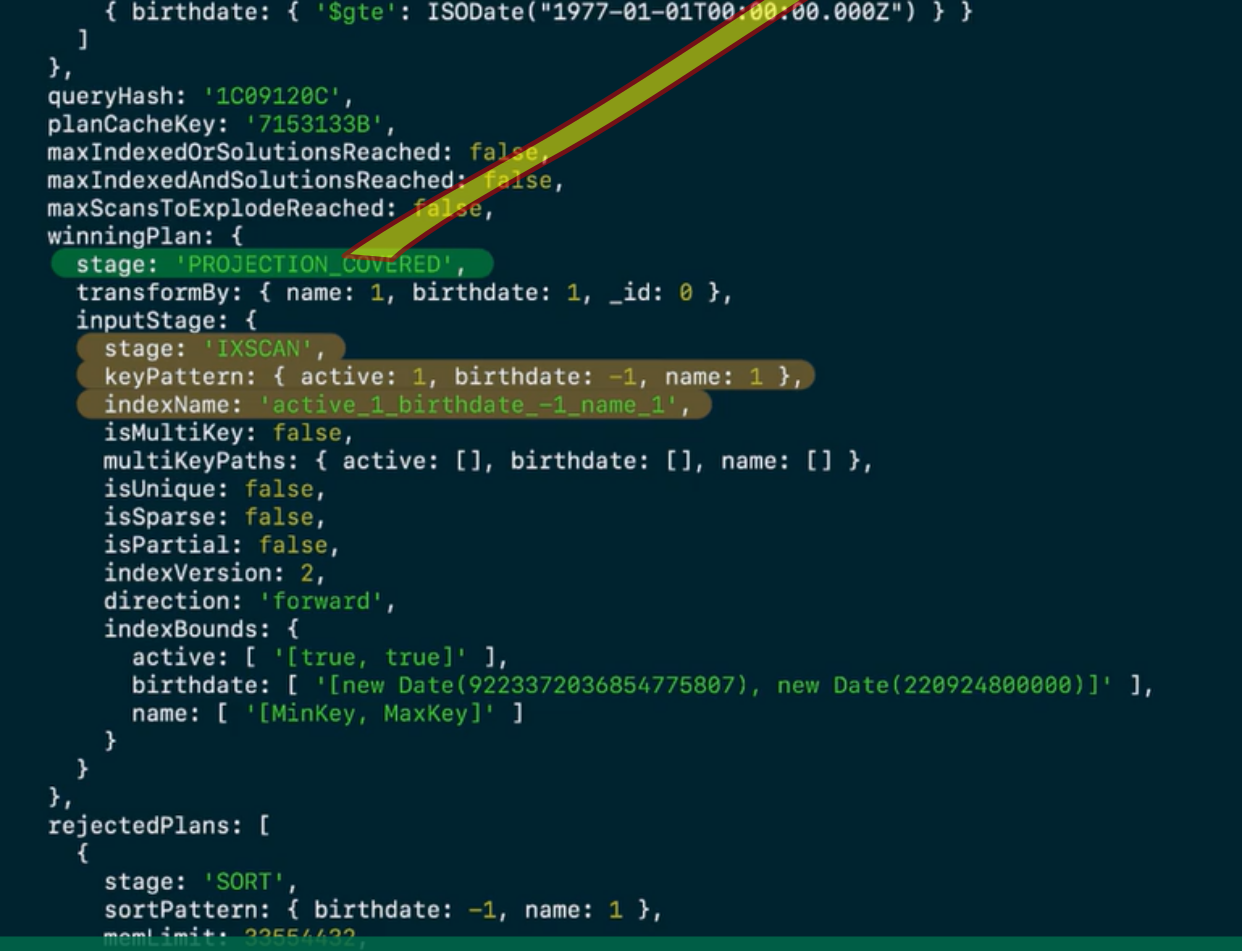 { birthdate: { '$gte': ISODate("1977-01-01T00:00:00.000Z") } }
]
},
queryHash: '1C09120C',
planCacheKey: '7153133B',
maxIndexedOrSolutionsReached: false,
maxIndexedAndSolutionsReached: false,
maxScansToExplodeReached: false,
winningPlan: {
stage: 'PROJECTION_COVERED',
transformBy: { name: 1, birthdate: 1, _id: 0 },
inputStage: {
stage: 'IXSCAN',
keyPattern: { active: 1, birthdate: -1, name: 1 },
indexName: 'active_1_birthdate_-1_name_1',
isMultiKey: false,
multiKeyPaths: { active: [], birthdate: [], name: [] },
isUnique: false,
isSparse: false,
isPartial: false,
indexVersion: 2,
direction: 'forward',
indexBounds: {
active: [ '[true, true]' ],
birthdate: [ '[new Date(9223372036854775807), new Date(220924800000)]' ],
name: [ '[MinKey, MaxKey]' ]
}
}
},
rejectedPlans: [
{
stage: 'SORT',
sortPattern: { birthdate: -1, name: 1 },
memLimit: 33554432,